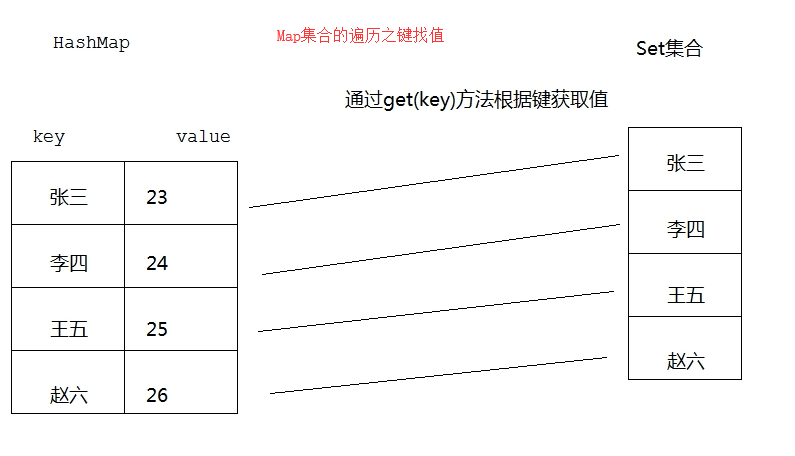 HashMap
Map集合的遍历之键找值
Set集合
通过get(key)方法根据键获取值
key value
张三 23
李四 24
王五 25
赵六 26
张三
李四
王五
赵六